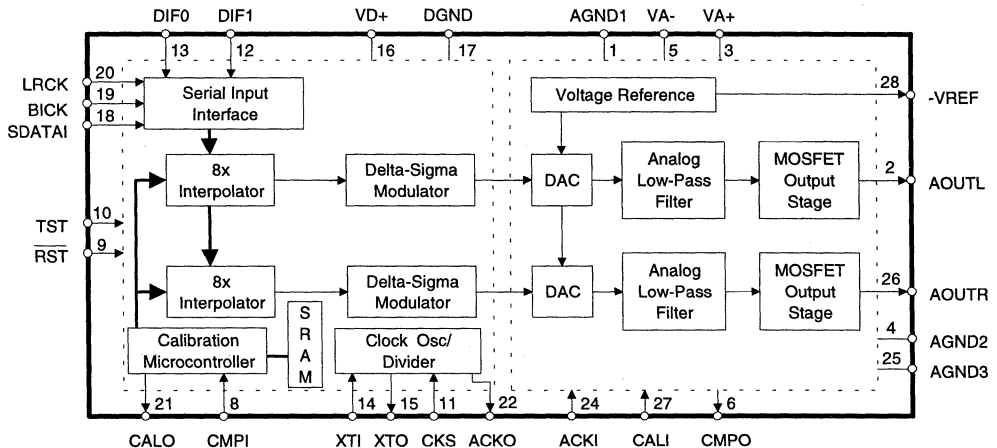 DIF0 DIF1 VD+ DGND AGND1 VA- VA+
13 12 16 17 1 5 3
LRCK 20
BICK 19
SDATAI 18
Serial Input
Interface
Voltage Reference
28 -VREF
8x
Interpolator
Delta-Sigma
Modulator
DAC
Analog
Low-Pass
Filter
MOSFET
Output
Stage
2 AOUTL
TST 10
RST 9
8x
Interpolator
Delta-Sigma
Modulator
DAC
Analog
Low-Pass
Filter
MOSFET
Output
Stage
26 AOUTR
Calibration
Microcontroller
S
R
A
M
Clock Osc/
Divider
4 AGND2
25 AGND3
21 8 14 15 11 22 24 27 6
CALO CMPI XTI XTO CKS ACKO ACKI CALI CMPO